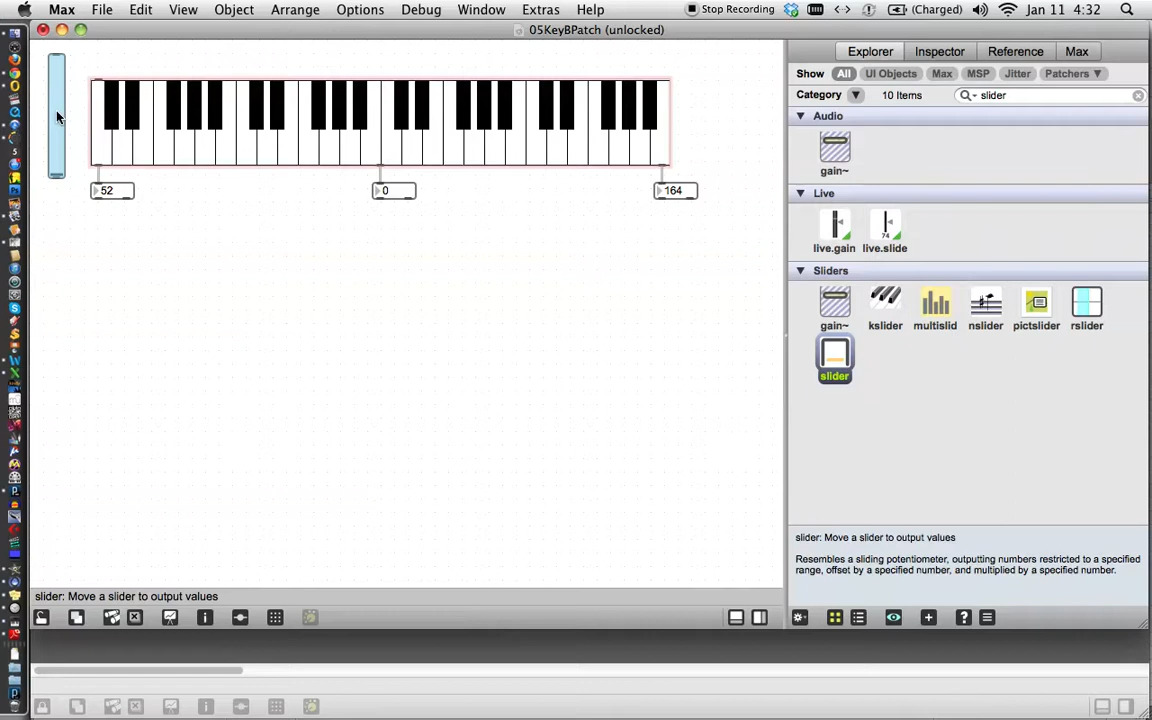 Max File Edit View Object Arrange Options Debug Window Extras Help Stop Recording (Charged) Jan 11 4:32
05KeyBPatch (unlocked)
Explorer Inspector Reference Max
Show All UI Objects Max MSP Jitter Patchers ▼
Category ▼ 10 Items slider
Audio
gain~
Live
live.gain live.slide
74
Sliders
gain~ kslider multislid nslider pictslider rslider
slider
52 0 164
slider: Move a slider to output values
Resembles a sliding potentiometer, outputting numbers restricted to a specified
range, offset by a specified number, and multiplied by a specified number.
slider: Move a slider to output values